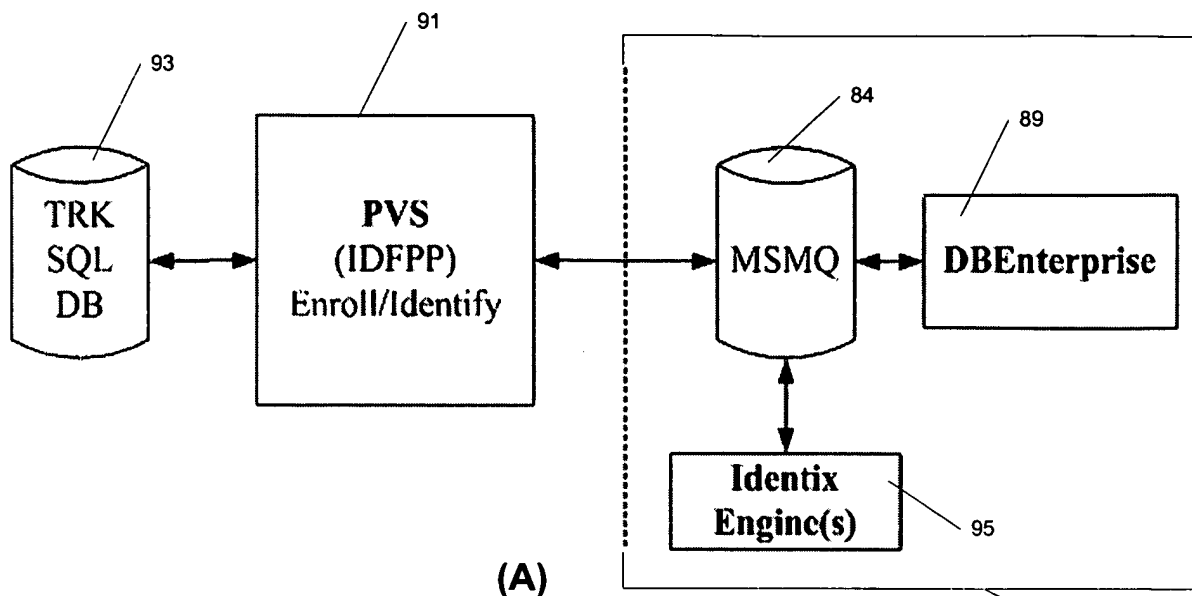 91
93
84
89
TRK
SQL
DB
PVS
(IDFPP)
Enroll/Identify
MSMQ
DBEnterprise
Identix
Engine(s)
95
(A)